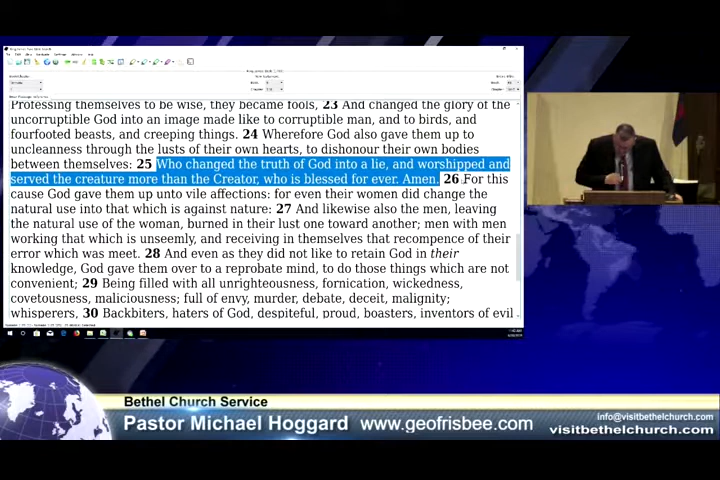 Professing themselves to be wise, they became fools, 23 And changed the glory of the
uncorruptible God into an image made like to corruptible man, and to birds, and
fourfooted beasts, and creeping things. 24 Wherefore God also gave them up to
uncleanness through the lusts of their own hearts, to dishonour their own bodies
between themselves: 25 Who changed the truth of God into a lie, and worshipped and
served the creature more than the Creator, who is blessed for ever. Amen. 26 For this
cause God gave them up unto vile affections: for even their women did change the
natural use into that which is against nature: 27 And likewise also the men, leaving
the natural use of the woman, burned in their lust one toward another; men with men
working that which is unseemly, and receiving in themselves that recompence of their
error which was meet. 28 And even as they did not like to retain God in their
knowledge, God gave them over to a reprobate mind, to do those things which are not
convenient; 29 Being filled with all unrighteousness, fornication, wickedness,
covetousness, maliciousness; full of envy, murder, debate, deceit, malignity;
whisperers, 30 Backbiters, haters of God, despiteful, proud, boasters, inventors of evil
Bethel Church Service
Pastor Michael Hoggard www.geofrisbee.com
info@visitbethelchurch.com
visitbethelchurch.com